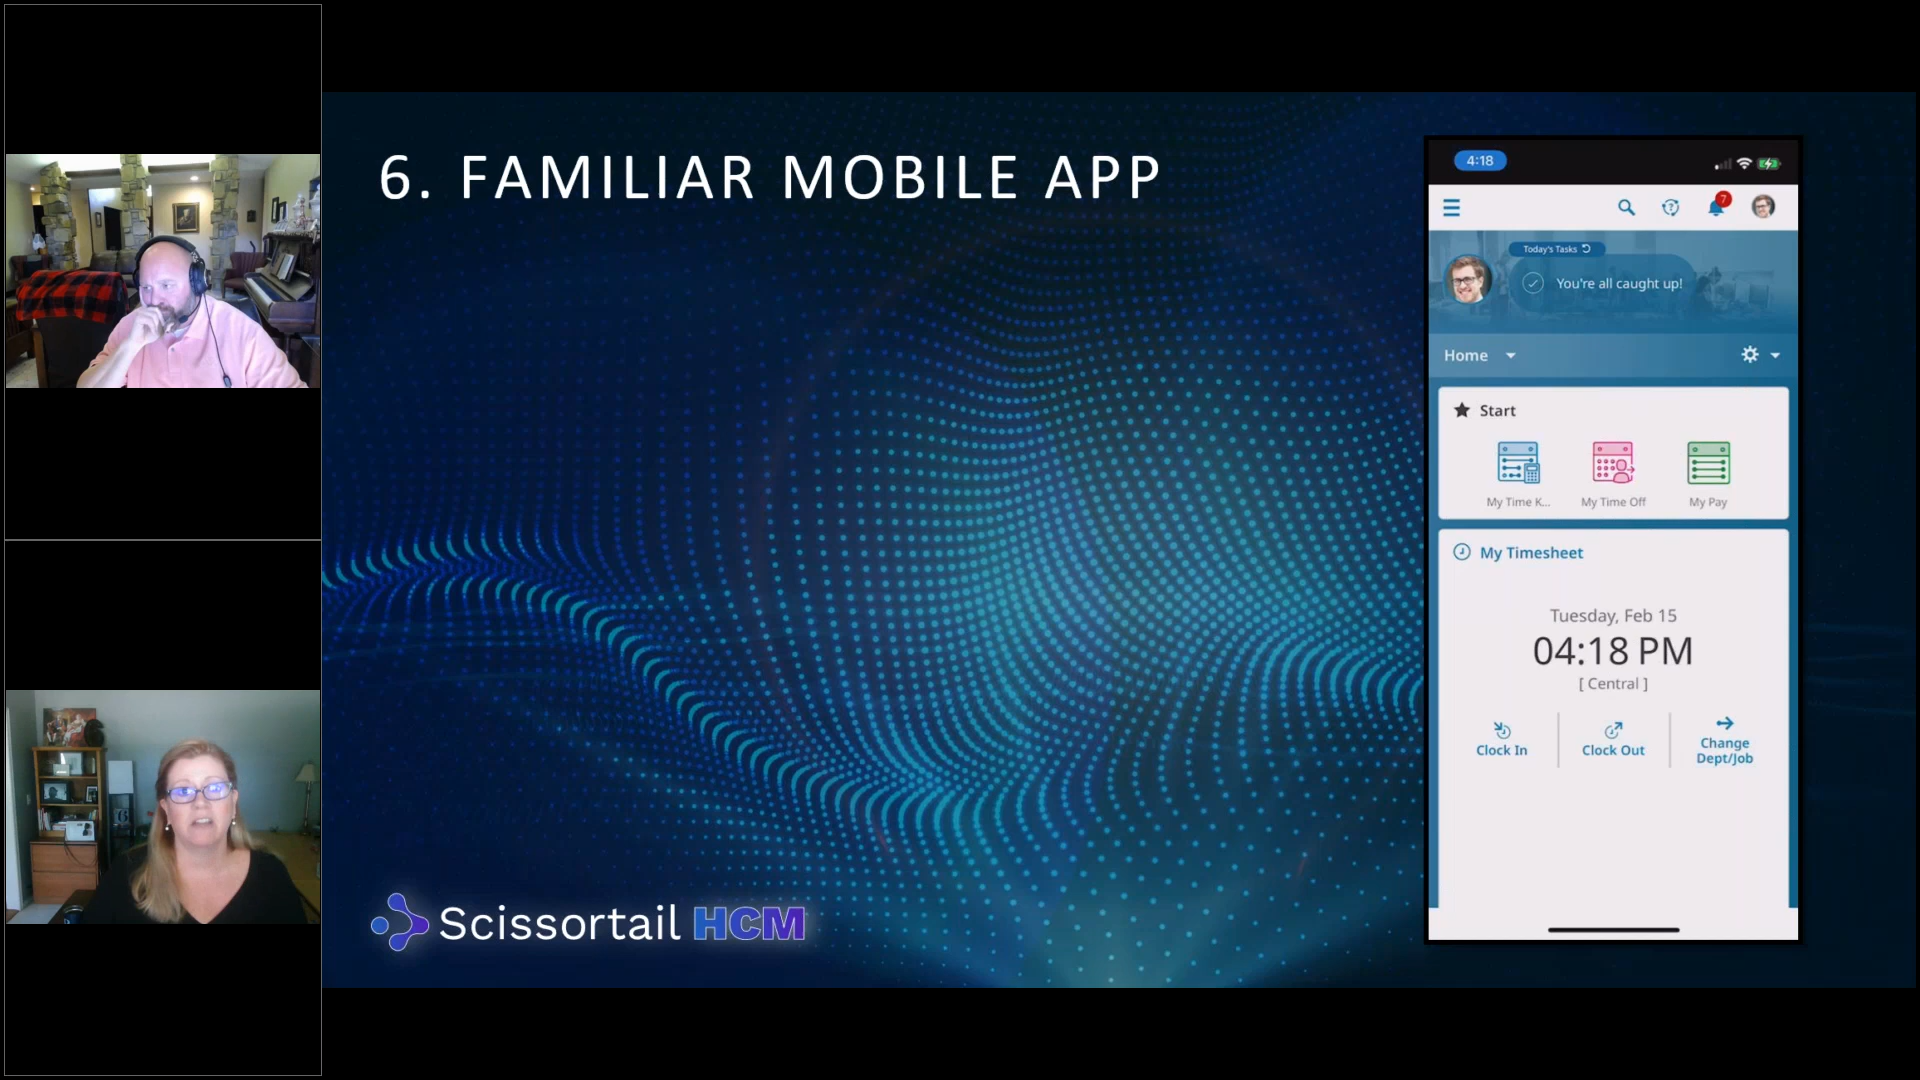 6. FAMILIAR MOBILE APP
4:18
7
Today's Tasks
You're all caught up!
Home
Start
My Time K...
My Time Off
My Pay
My Timesheet
Tuesday, Feb 15
04:18 PM
[ Central ]
Clock In
Clock Out
Change
Dept/Job
Scissortail HCM